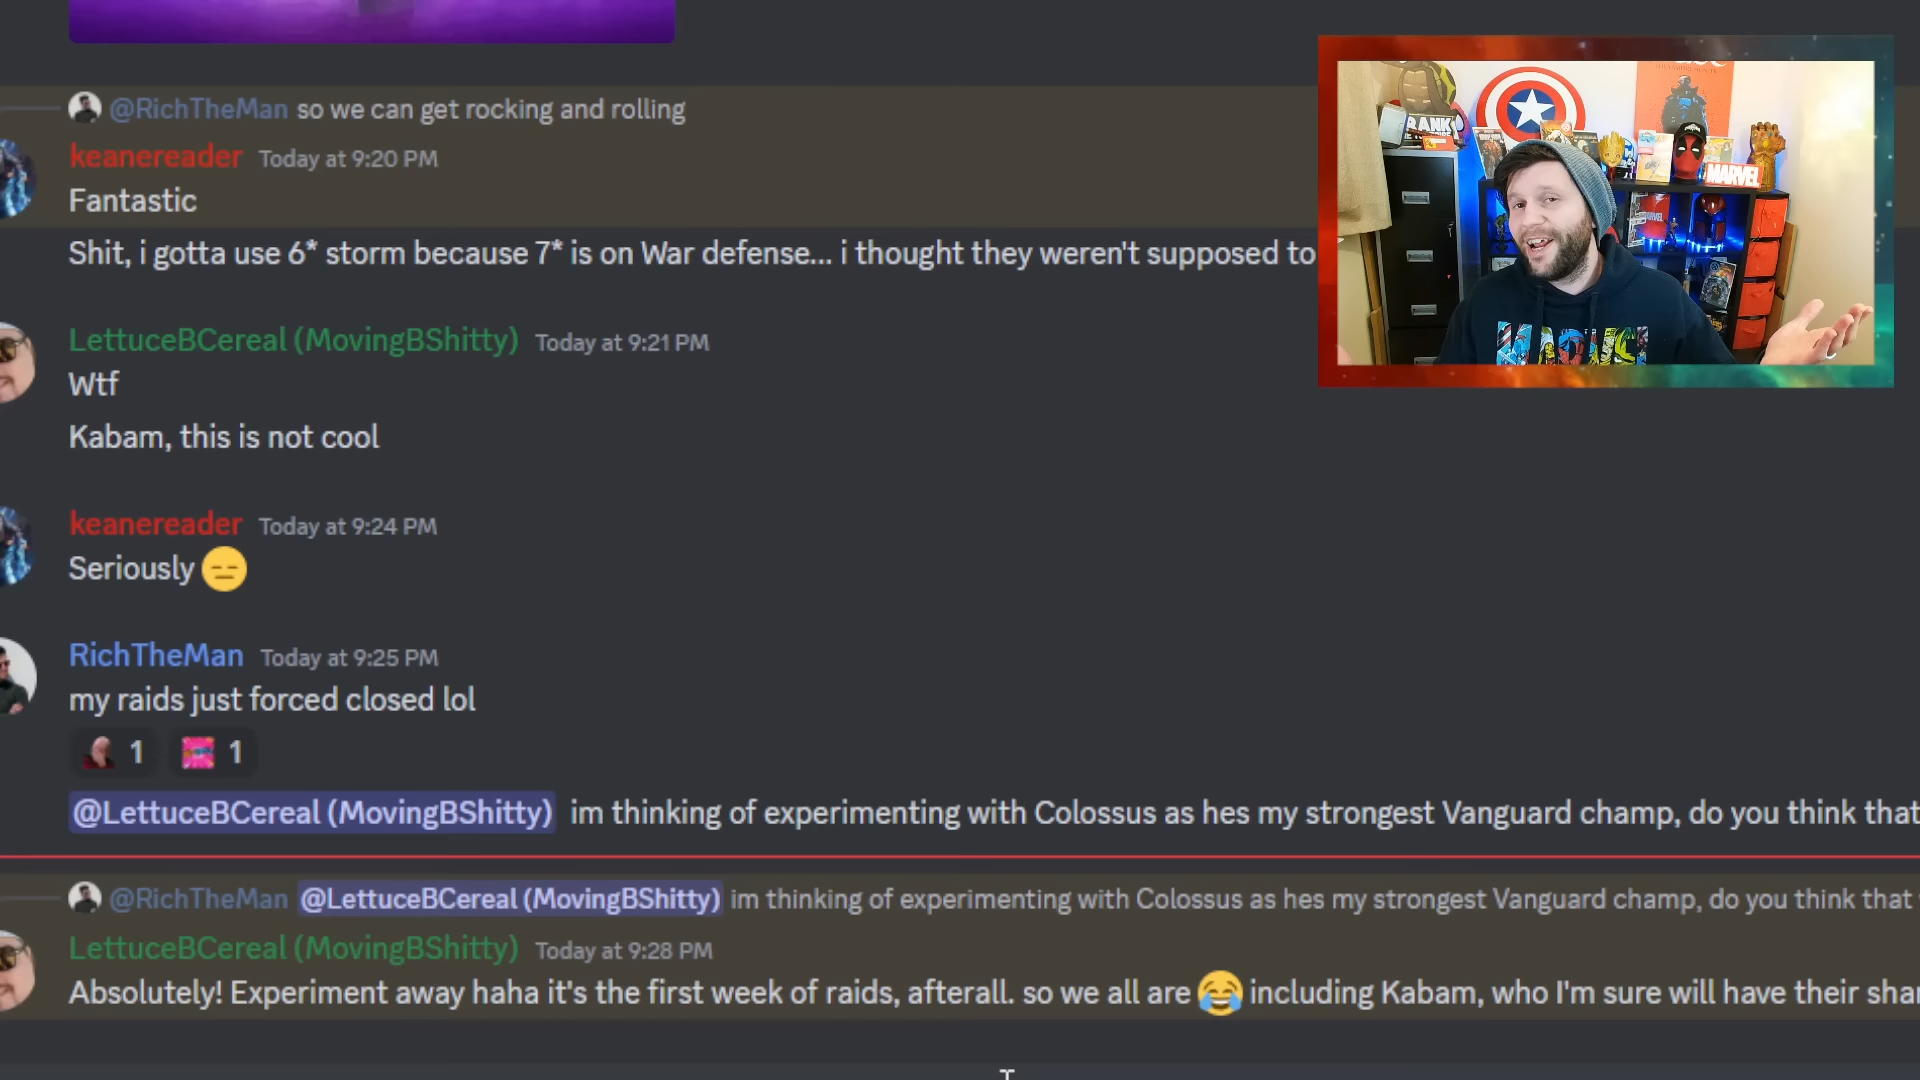 @RichTheMan so we can get rocking and rolling
keanereader Today at 9:20 PM
Fantastic
Shit, i gotta use 6* storm because 7* is on War defense... i thought they weren't supposed to
LettuceBCereal (MovingBShitty) Today at 9:21 PM
Wtf
Kabam, this is not cool
keanereader Today at 9:24 PM
Seriously 😑
RichTheMan Today at 9:25 PM
my raids just forced closed lol
1 1
@LettuceBCereal (MovingBShitty) im thinking of experimenting with Colossus as hes my strongest Vanguard champ, do you think that
@RichTheMan @LettuceBCereal (MovingBShitty) im thinking of experimenting with Colossus as hes my strongest Vanguard champ, do you think that
LettuceBCereal (MovingBShitty) Today at 9:28 PM
Absolutely! Experiment away haha it's the first week of raids, afterall. so we all are 😂 including Kabam, who I'm sure will have their
RANK
MARVEL